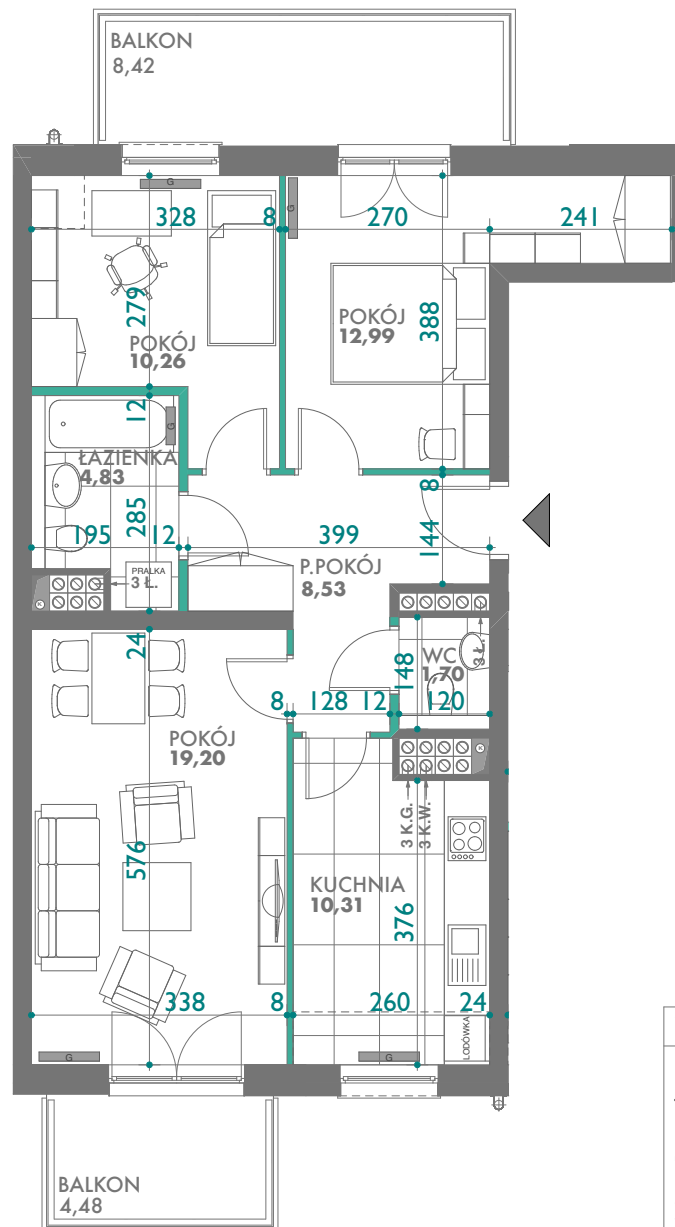 BALKON
8,42
G
G
328
8
270
241
279
388
POKÓJ
10,26
POKÓJ
12,99
12
G
ŁAZIENKA
4,83
285
195
12
399
8
144
PRALKA
3 Ł.
P.POKÓJ
8,53
3 Ł.
24
WC
1,70
148
8
128
12
120
POKÓJ
19,20
3 K.G.
3 K.W.
576
KUCHNIA
10,31
376
338
8
260
24
LODÓWKA
G
G
BALKON
4,48